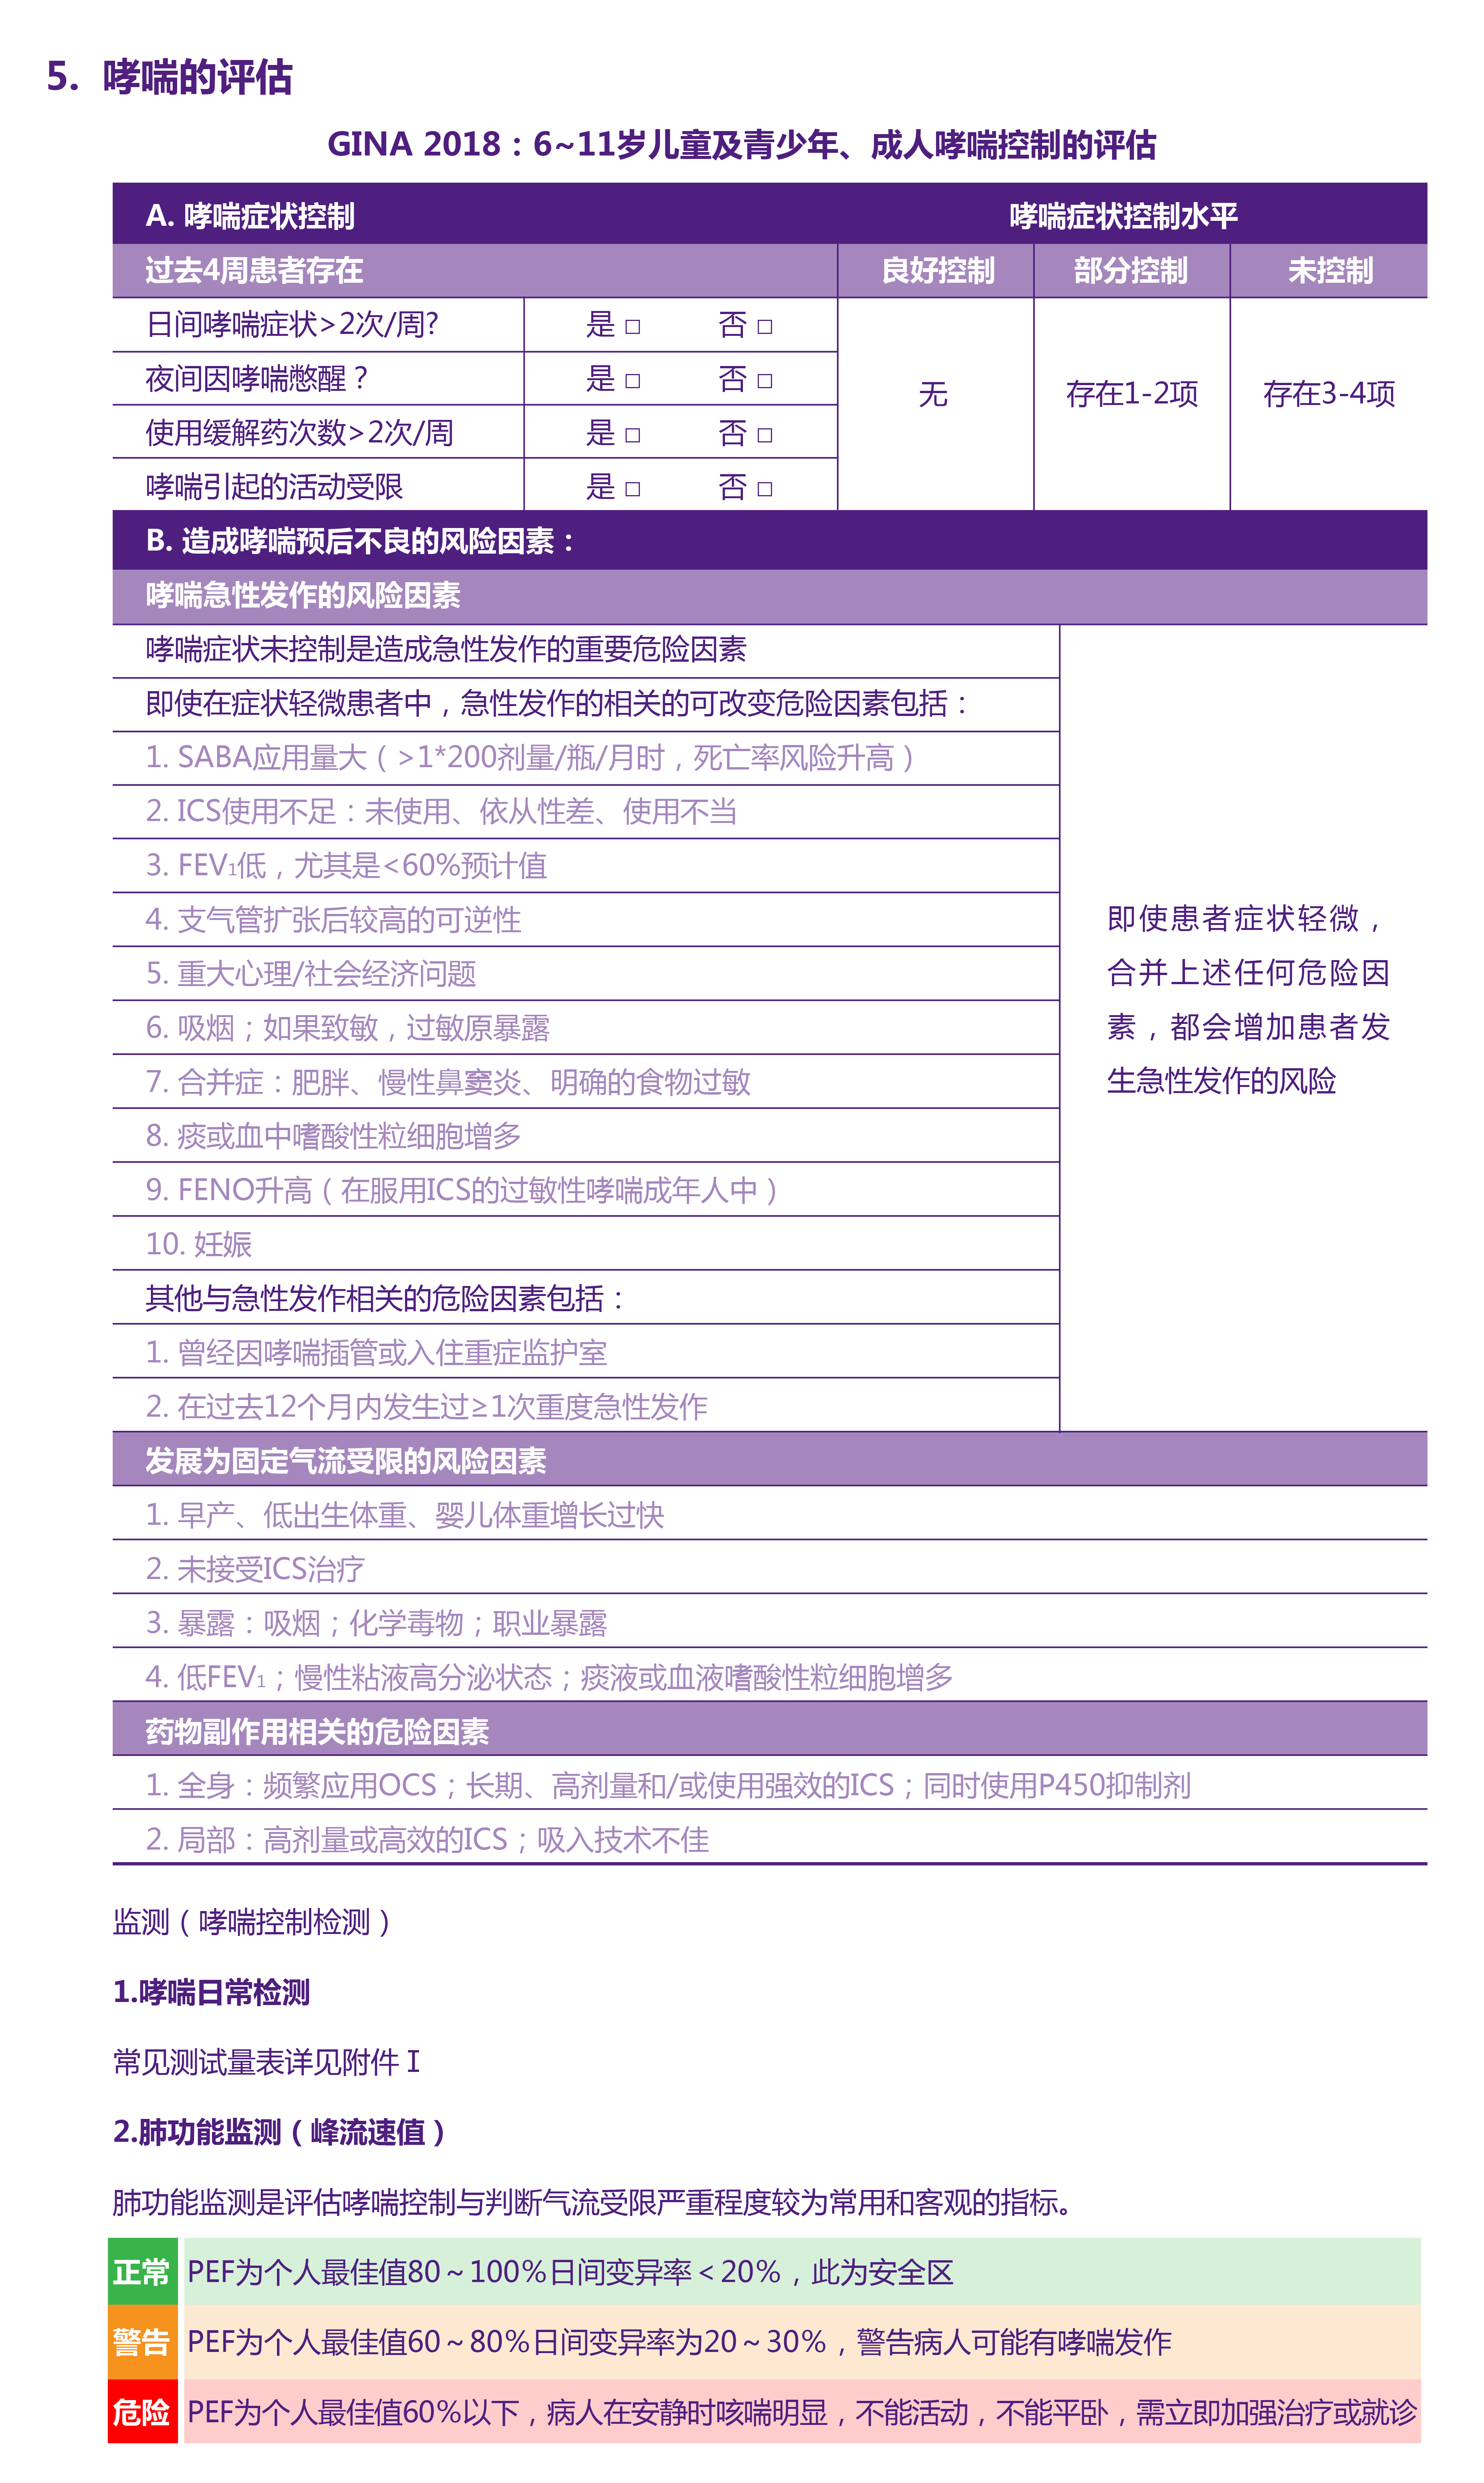 5. 哮喘的评估
GINA 2018：6~11岁儿童及青少年、成人哮喘控制的评估
A. 哮喘症状控制 哮喘症状控制水平
过去4周患者存在 良好控制 部分控制 未控制
日间哮喘症状>2次/周? 是 □ 否 □
夜间因哮喘憋醒？ 是 □ 否 □
无 存在1-2项 存在3-4项
使用缓解药次数>2次/周 是 □ 否 □
哮喘引起的活动受限 是 □ 否 □
B. 造成哮喘预后不良的风险因素：
哮喘急性发作的风险因素
哮喘症状未控制是造成急性发作的重要危险因素
即使在症状轻微患者中，急性发作的相关的可改变危险因素包括：
1. SABA应用量大（>1*200剂量/瓶/月时，死亡率风险升高）
2. ICS使用不足：未使用、依从性差、使用不当
3. FEV₁低，尤其是<60%预计值
4. 支气管扩张后较高的可逆性
5. 重大心理/社会经济问题
6. 吸烟；如果致敏，过敏原暴露
7. 合并症：肥胖、慢性鼻窦炎、明确的食物过敏
8. 痰或血中嗜酸性粒细胞增多
9. FENO升高（在服用ICS的过敏性哮喘成年人中）
10. 妊娠
其他与急性发作相关的危险因素包括：
1. 曾经因哮喘插管或入住重症监护室
2. 在过去12个月内发生过≥1次重度急性发作
即使患者症状轻微，
合并上述任何危险因
素，都会增加患者发
生急性发作的风险
发展为固定气流受限的风险因素
1. 早产、低出生体重、婴儿体重增长过快
2. 未接受ICS治疗
3. 暴露：吸烟；化学毒物；职业暴露
4. 低FEV₁；慢性粘液高分泌状态；痰液或血液嗜酸性粒细胞增多
药物副作用相关的危险因素
1. 全身：频繁应用OCS；长期、高剂量和/或使用强效的ICS；同时使用P450抑制剂
2. 局部：高剂量或高效的ICS；吸入技术不佳
监测（哮喘控制检测）
1.哮喘日常检测
常见测试量表详见附件Ⅰ
2.肺功能监测（峰流速值）
肺功能监测是评估哮喘控制与判断气流受限严重程度较为常用和客观的指标。
正常 PEF为个人最佳值80～100%日间变异率＜20%，此为安全区
警告 PEF为个人最佳值60～80%日间变异率为20～30%，警告病人可能有哮喘发作
危险 PEF为个人最佳值60%以下，病人在安静时咳喘明显，不能活动，不能平卧，需立即加强治疗或就诊